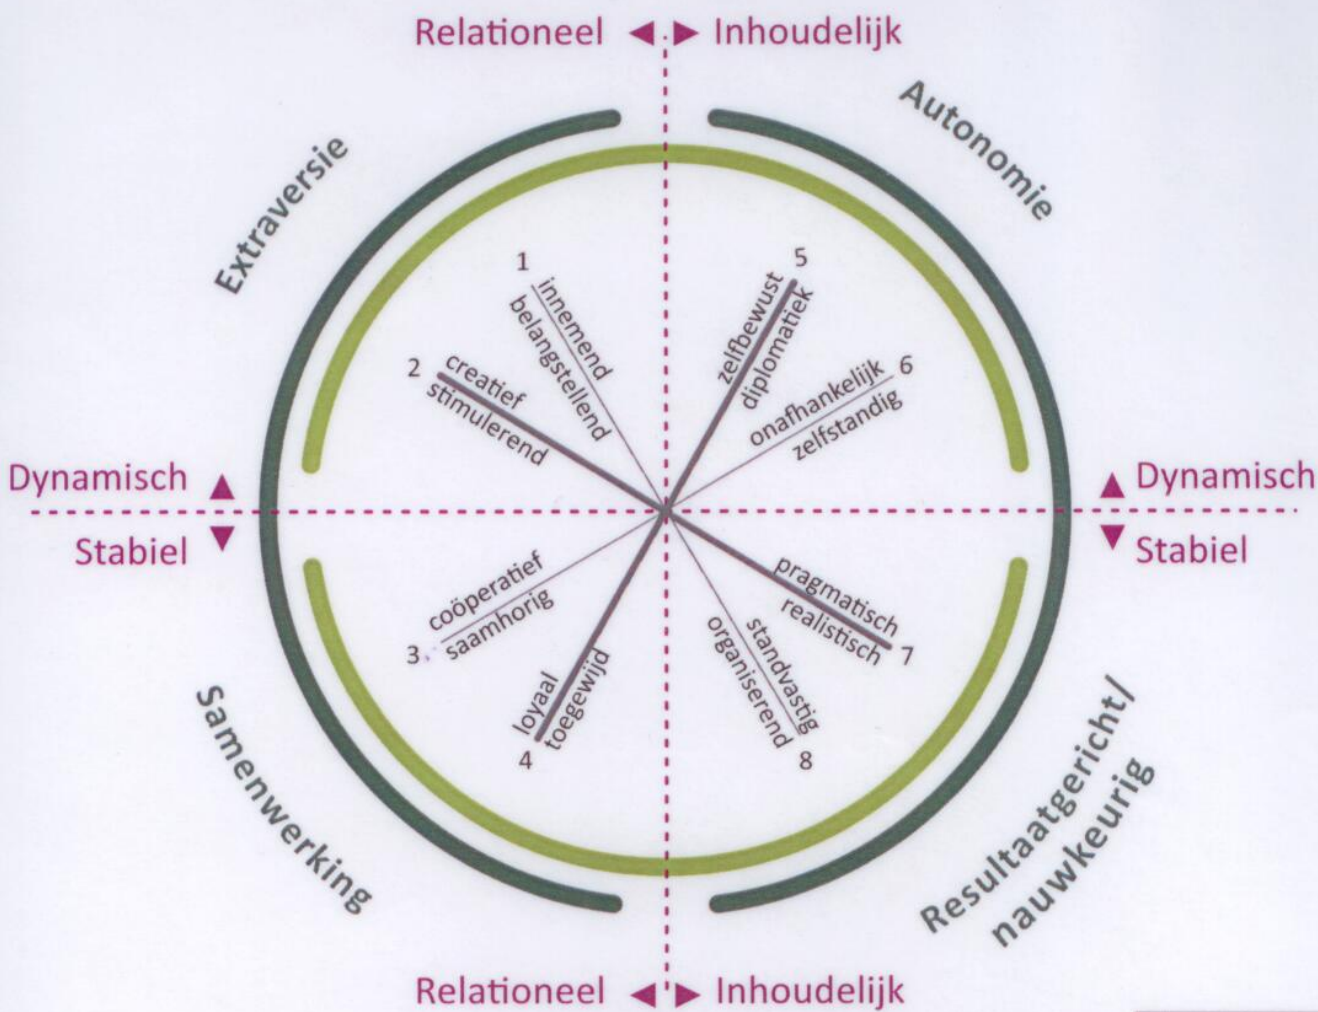 Relationeel ◄ ► Inhoudelijk
Extraversie
Autonomie
1
innemend
belangstellend
2
creatief
stimulerend
5
zelfbewust
diplomatiek
6
onafhankelijk
zelfstandig
Dynamisch ▲
Stabiel ▼
▲ Dynamisch
▼ Stabiel
3
coöperatief
saamhorig
4
loyaal
toegewijd
pragmatisch
realistisch
7
standvastig
organiserend
8
Samenwerking
Resultaatgericht/
nauwkeurig
Relationeel ◄ ► Inhoudelijk